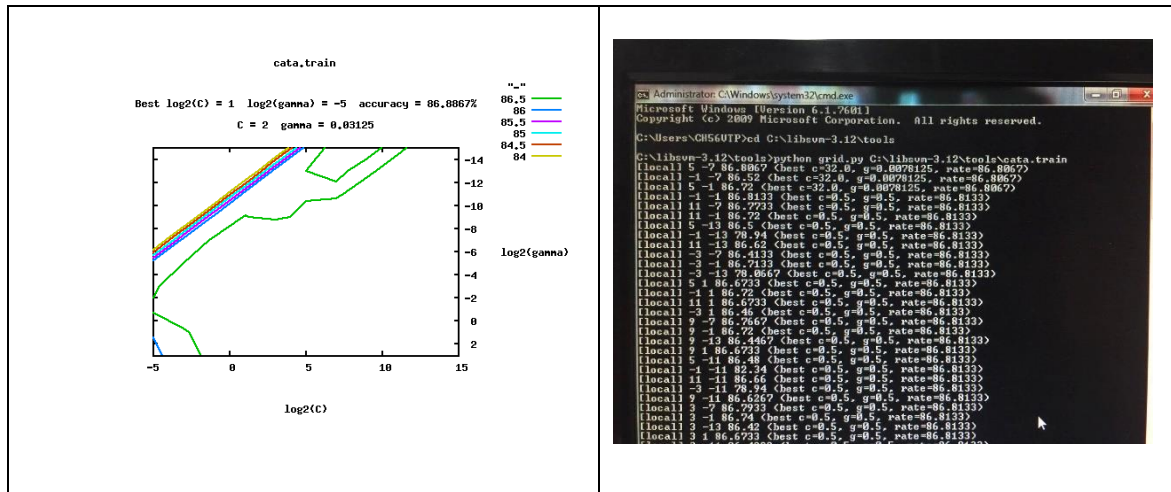 cata.train
"-"
Best log2(C) = 1 log2(gamma) = -5 accuracy = 86.8867%
86.5
86
C = 2 gamma = 0.03125
85.5
85
84.5
84
-14
-12
-10
-8
-6
log2(gamma)
-4
-2
0
2
-5 0 5 10 15
log2(C)
Administrator: C:\Windows\system32\cmd.exe
Microsoft Windows [Version 6.1.7601]
Copyright (c) 2009 Microsoft Corporation. All rights reserved.
C:\Users\CH56UTP>cd C:\libsvm-3.12\tools
C:\libsvm-3.12\tools>python grid.py C:\libsvm-3.12\tools\cata.train
[local] 5 -7 86.8067 (best c=32.0, g=0.0078125, rate=86.8067)
[local] -1 -7 86.52 (best c=32.0, g=0.0078125, rate=86.8067)
[local] 5 -1 86.72 (best c=32.0, g=0.0078125, rate=86.8067)
[local] -1 -1 86.8133 (best c=0.5, g=0.5, rate=86.8133)
[local] 11 -7 86.7733 (best c=0.5, g=0.5, rate=86.8133)
[local] 11 -1 86.72 (best c=0.5, g=0.5, rate=86.8133)
[local] 5 -13 86.5 (best c=0.5, g=0.5, rate=86.8133)
[local] -1 -13 78.94 (best c=0.5, g=0.5, rate=86.8133)
[local] 11 -13 86.62 (best c=0.5, g=0.5, rate=86.8133)
[local] -3 -7 86.4133 (best c=0.5, g=0.5, rate=86.8133)
[local] -3 -1 86.7133 (best c=0.5, g=0.5, rate=86.8133)
[local] -3 -13 78.0667 (best c=0.5, g=0.5, rate=86.8133)
[local] 5 1 86.6733 (best c=0.5, g=0.5, rate=86.8133)
[local] -1 1 86.72 (best c=0.5, g=0.5, rate=86.8133)
[local] 11 1 86.6733 (best c=0.5, g=0.5, rate=86.8133)
[local] -3 1 86.46 (best c=0.5, g=0.5, rate=86.8133)
[local] 9 -7 86.7667 (best c=0.5, g=0.5, rate=86.8133)
[local] 9 -1 86.72 (best c=0.5, g=0.5, rate=86.8133)
[local] 9 -13 86.4467 (best c=0.5, g=0.5, rate=86.8133)
[local] 9 1 86.6733 (best c=0.5, g=0.5, rate=86.8133)
[local] 5 -11 86.48 (best c=0.5, g=0.5, rate=86.8133)
[local] -1 -11 82.34 (best c=0.5, g=0.5, rate=86.8133)
[local] 11 -11 86.66 (best c=0.5, g=0.5, rate=86.8133)
[local] -3 -11 78.94 (best c=0.5, g=0.5, rate=86.8133)
[local] 9 -11 86.6267 (best c=0.5, g=0.5, rate=86.8133)
[local] 3 -7 86.7933 (best c=0.5, g=0.5, rate=86.8133)
[local] 3 -1 86.74 (best c=0.5, g=0.5, rate=86.8133)
[local] 3 -13 86.42 (best c=0.5, g=0.5, rate=86.8133)
[local] 3 1 86.6733 (best c=0.5, g=0.5, rate=86.8133)